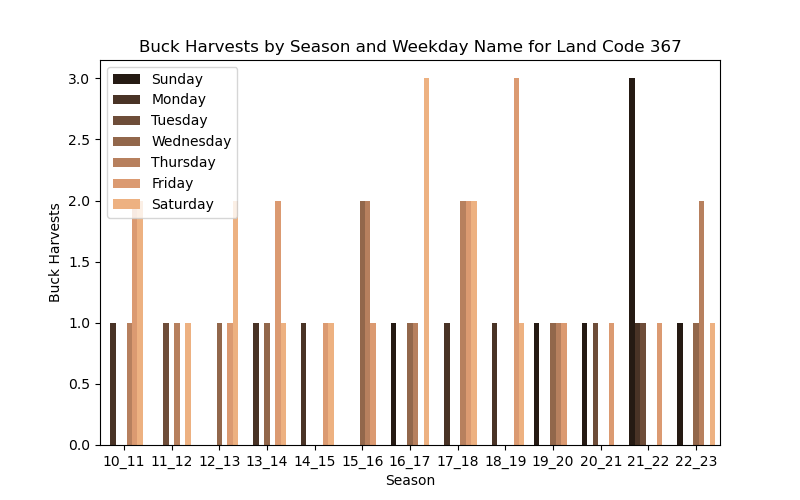 Buck Harvests by Season and Weekday Name for Land Code 367
3.0
2.5
2.0
1.5
1.0
0.5
0.0
Buck Harvests
Sunday
Monday
Tuesday
Wednesday
Thursday
Friday
Saturday
10_11 11_12 12_13 13_14 14_15 15_16 16_17 17_18 18_19 19_20 20_21 21_22 22_23
Season